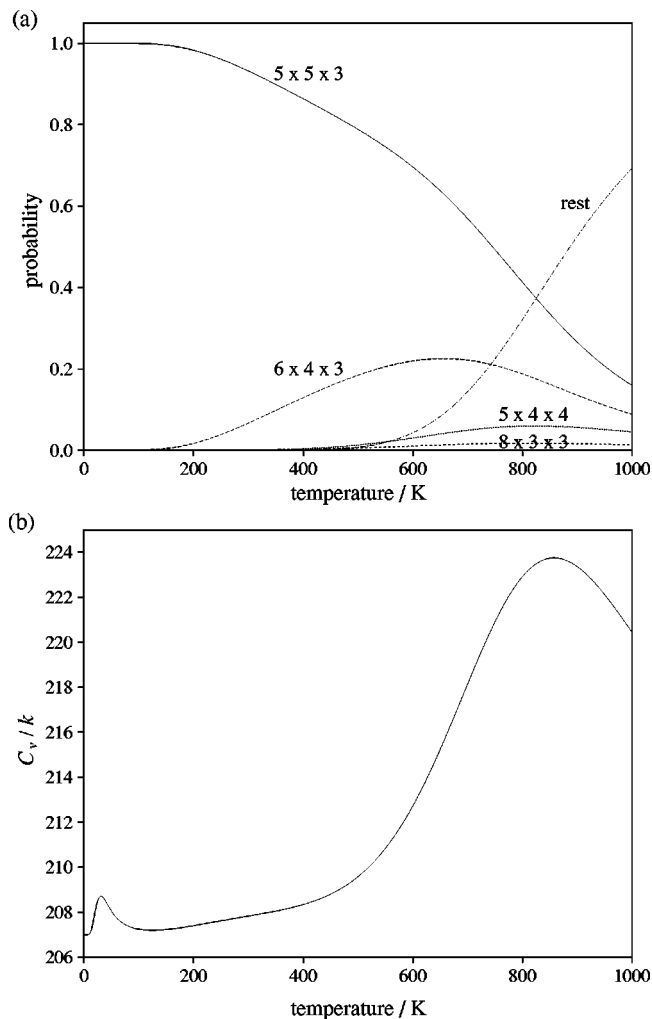 (a)
1.0
0.8
0.6
0.4
0.2
0.0
probability
5 x 5 x 3
rest
6 x 4 x 3
5 x 4 x 4
8 x 3 x 3
0 200 400 600 800 1000
temperature / K
(b)
224
222
220
218
216
214
212
210
208
206
C_v / k
0 200 400 600 800 1000
temperature / K